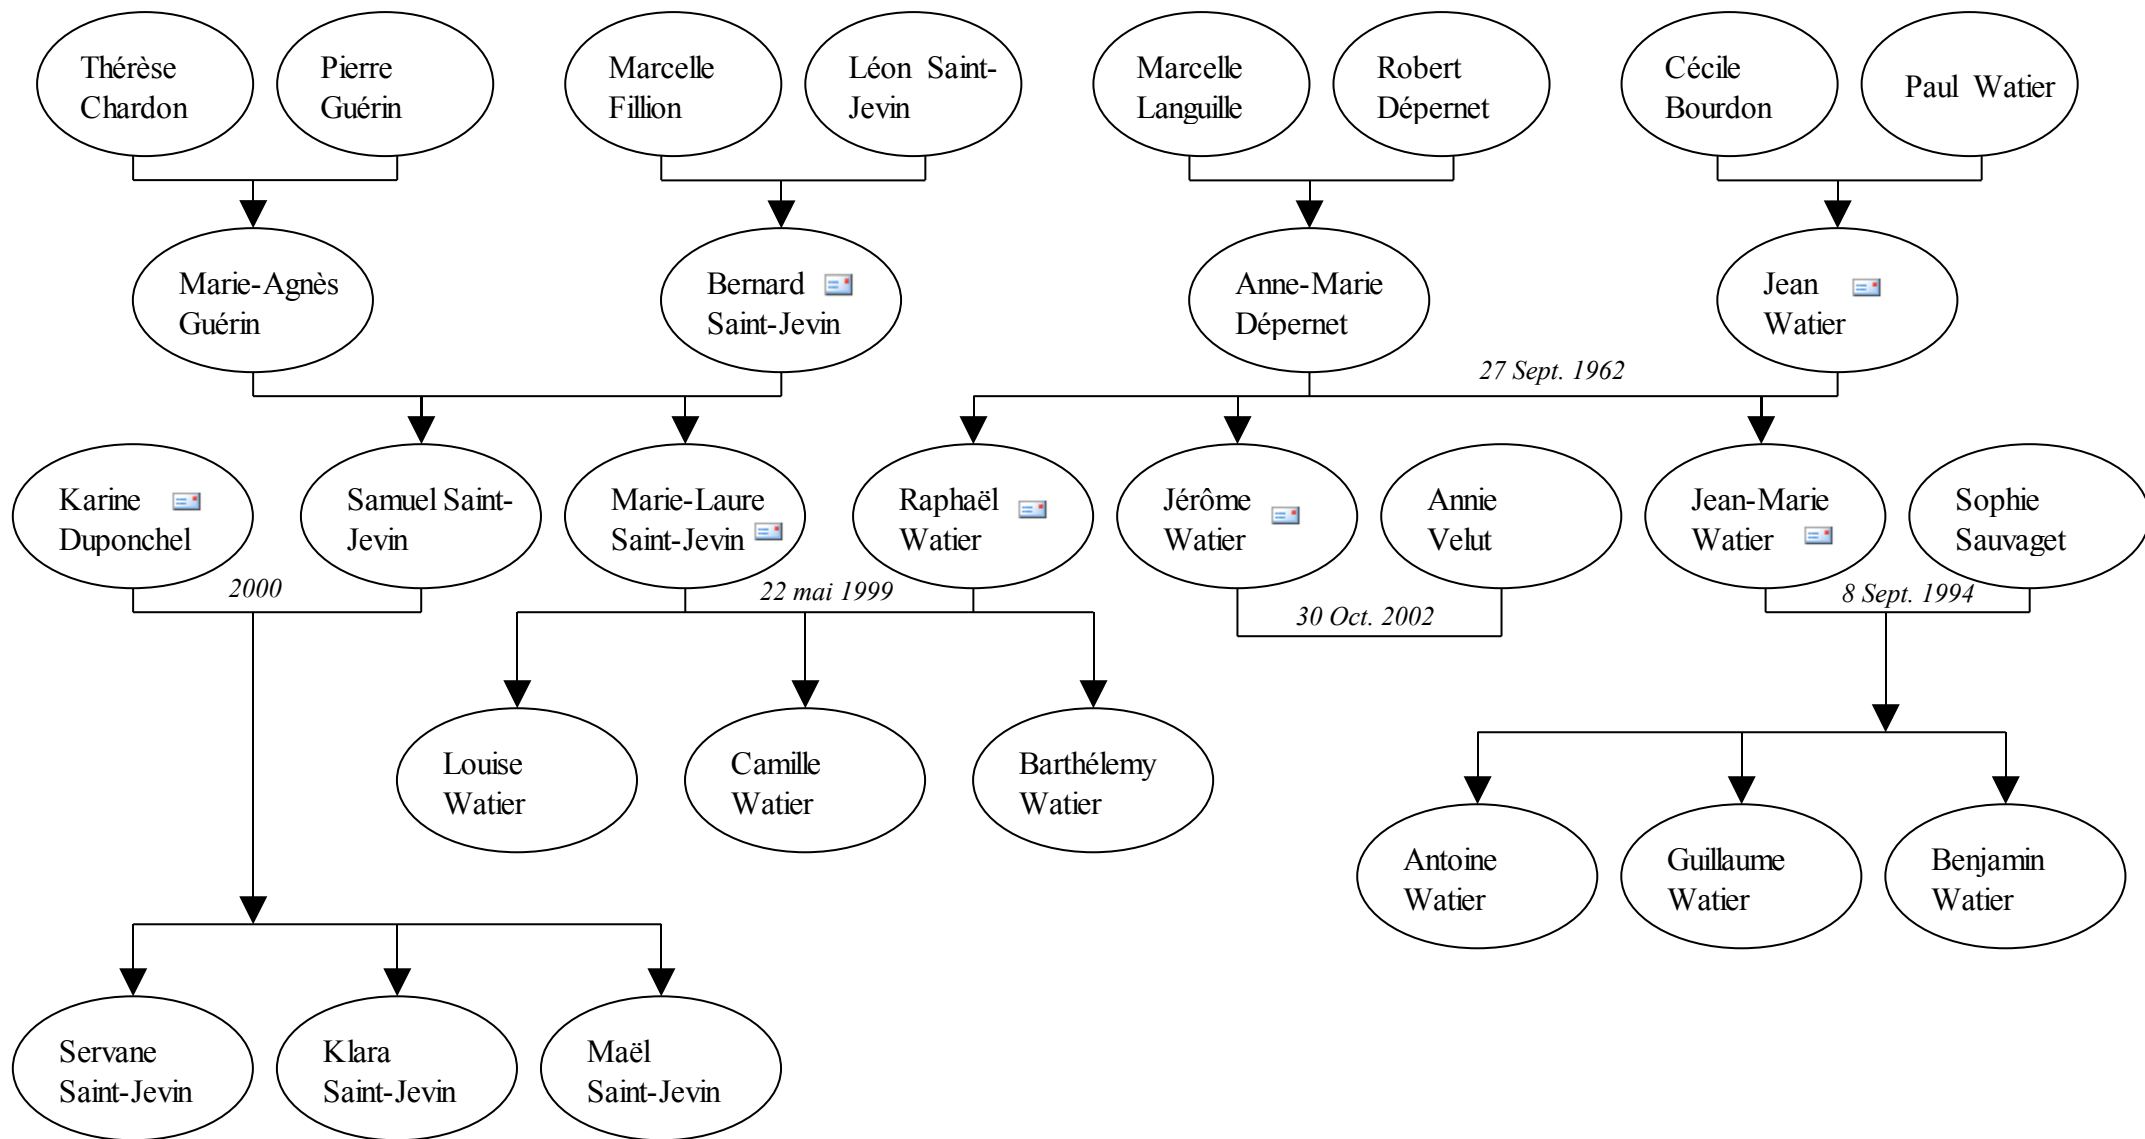 Thérèse
Chardon
Pierre
Guérin
Marcelle
Fillion
Léon Saint-
Jevin
Marcelle
Languille
Robert
Dépernet
Cécile
Bourdon
Paul Watier
Marie-Agnès
Guérin
Bernard
Saint-Jevin
Anne-Marie
Dépernet
Jean
Watier
27 Sept. 1962
Karine
Duponchel
Samuel Saint-
Jevin
Marie-Laure
Saint-Jevin
Raphaël
Watier
Jérôme
Watier
Annie
Velut
Jean-Marie
Watier
Sophie
Sauvaget
2000
22 mai 1999
30 Oct. 2002
8 Sept. 1994
Louise
Watier
Camille
Watier
Barthélemy
Watier
Antoine
Watier
Guillaume
Watier
Benjamin
Watier
Servane
Saint-Jevin
Klara
Saint-Jevin
Maël
Saint-Jevin